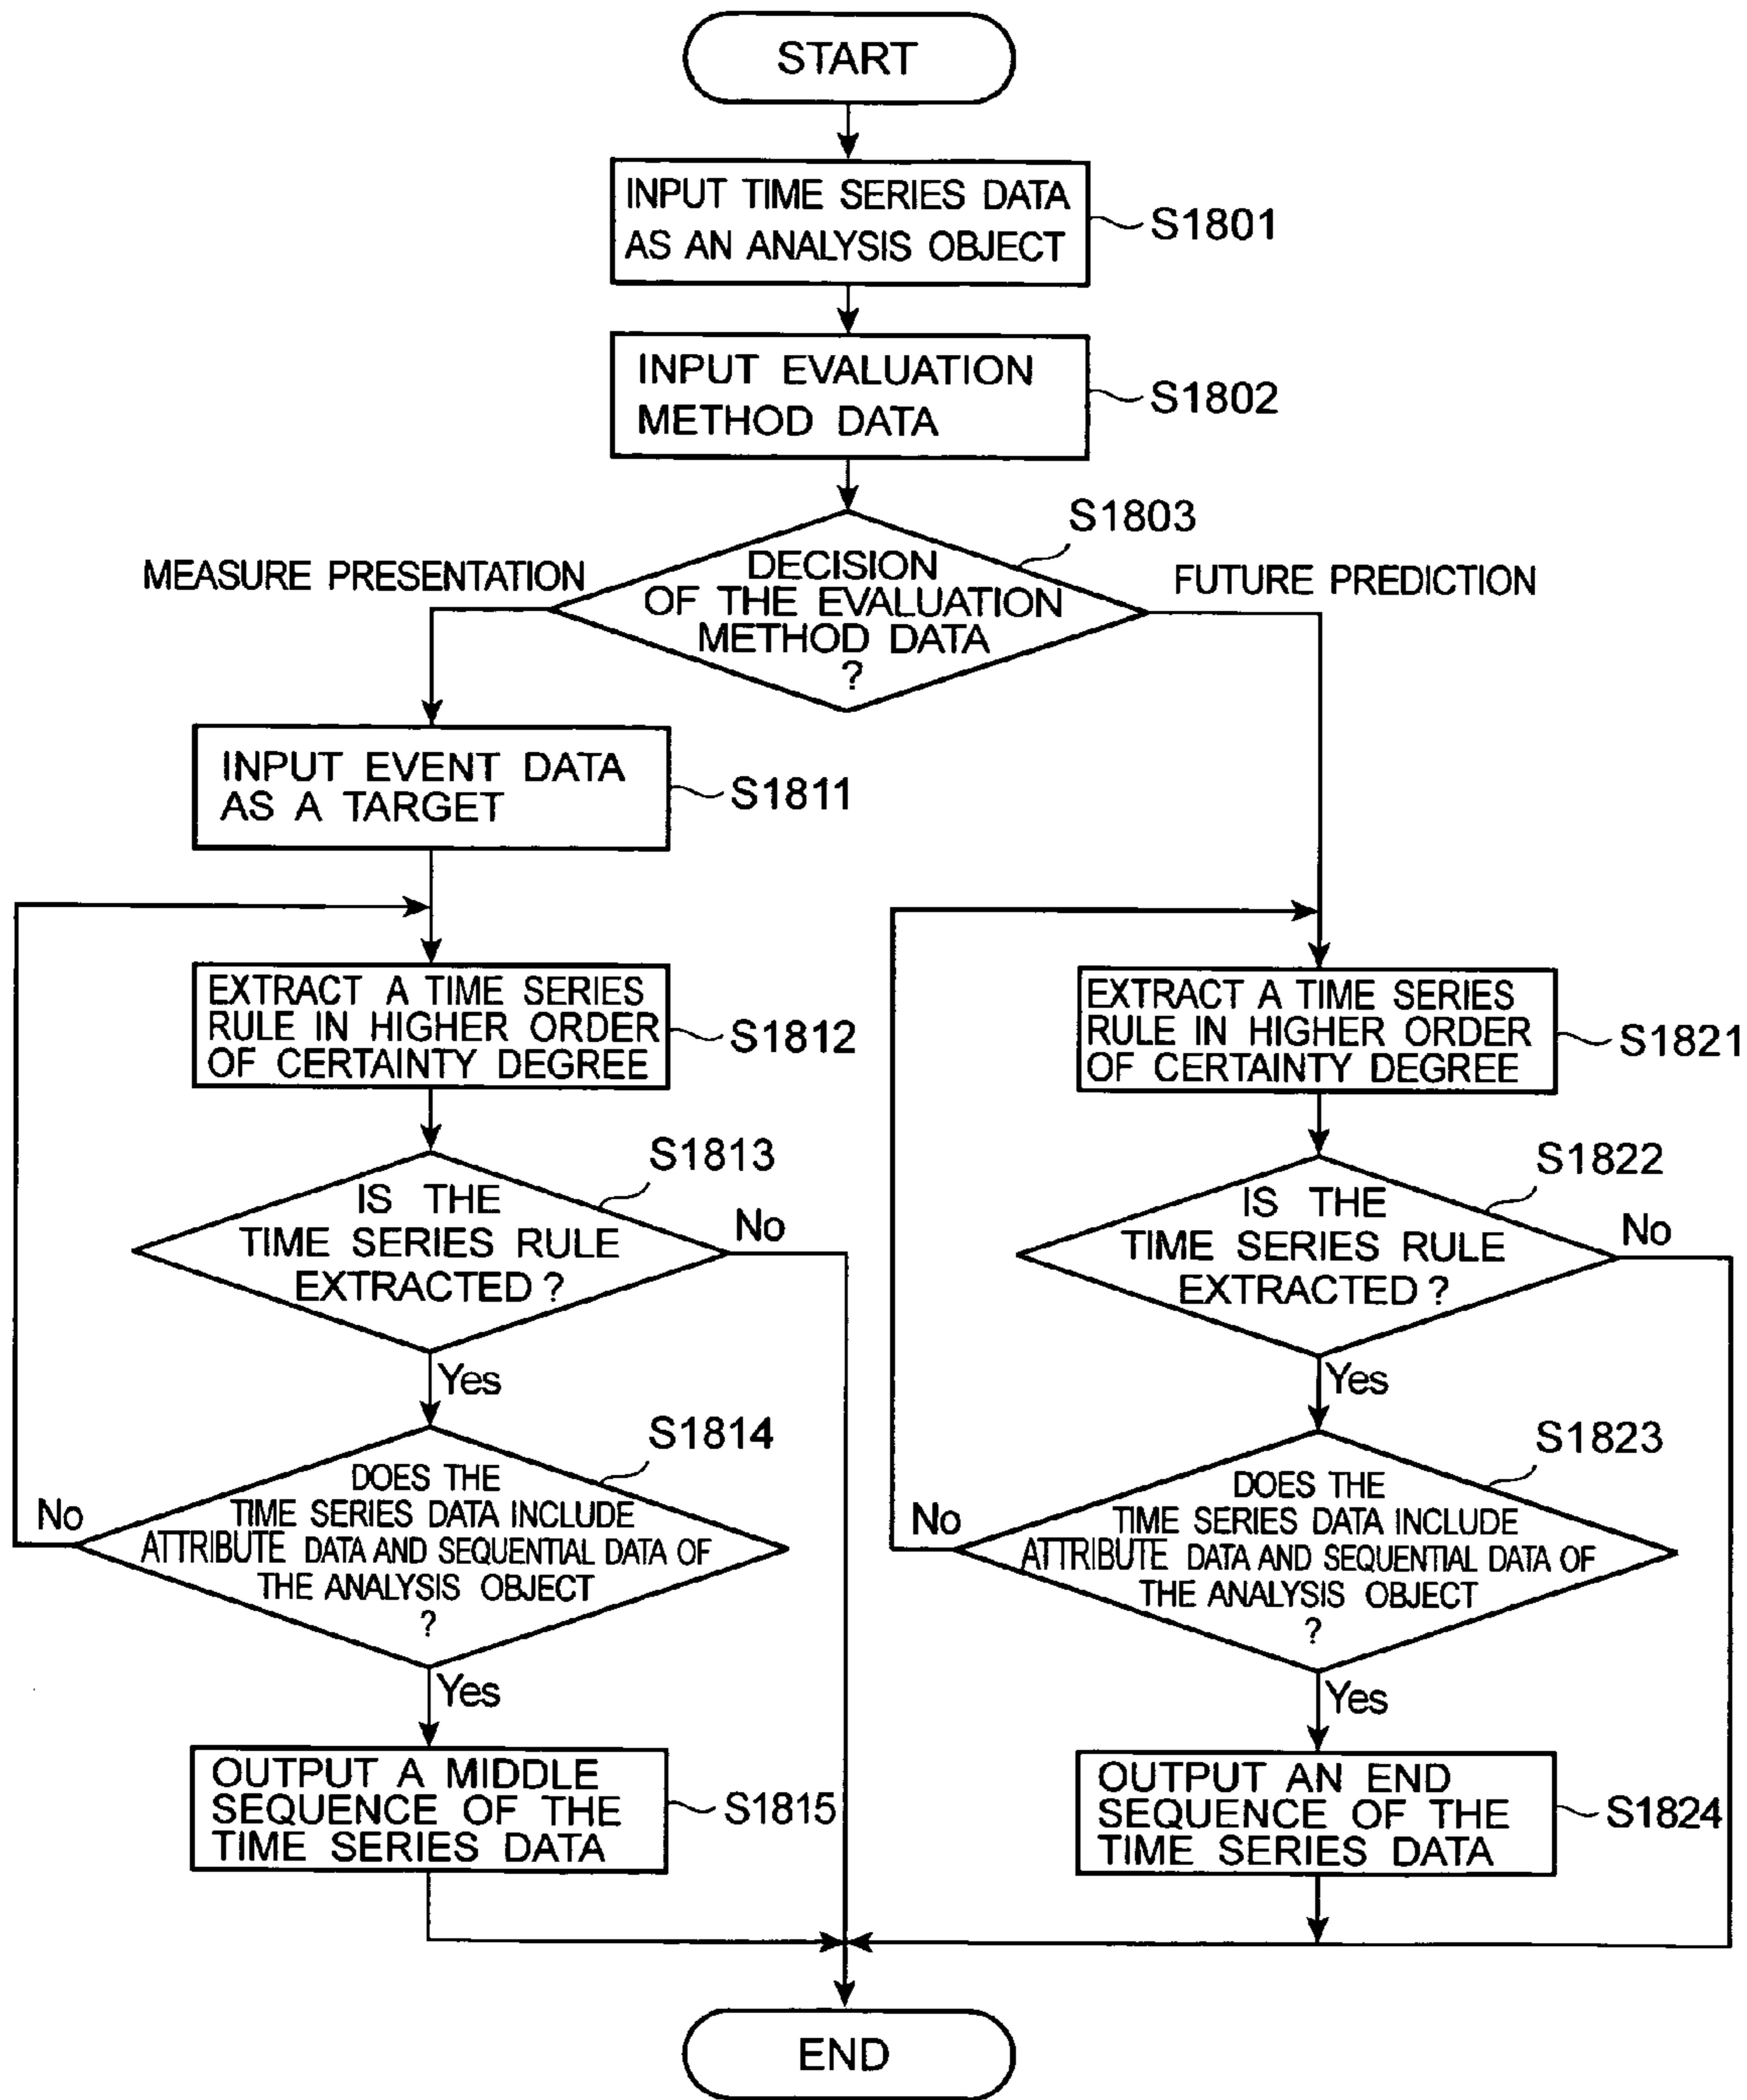 START
INPUT TIME SERIES DATA
AS AN ANALYSIS OBJECT
S1801
INPUT EVALUATION
METHOD DATA
S1802
S1803
DECISION
OF THE EVALUATION
METHOD DATA
?
MEASURE PRESENTATION
FUTURE PREDICTION
INPUT EVENT DATA
AS A TARGET
S1811
EXTRACT A TIME SERIES
RULE IN HIGHER ORDER
OF CERTAINTY DEGREE
S1812
S1813
IS THE
TIME SERIES RULE
EXTRACTED ?
No
Yes
S1814
DOES THE
TIME SERIES DATA INCLUDE
ATTRIBUTE DATA AND SEQUENTIAL DATA OF
THE ANALYSIS OBJECT
?
No
Yes
OUTPUT A MIDDLE
SEQUENCE OF THE
TIME SERIES DATA
S1815
EXTRACT A TIME SERIES
RULE IN HIGHER ORDER
OF CERTAINTY DEGREE
S1821
S1822
IS THE
TIME SERIES RULE
EXTRACTED ?
No
Yes
S1823
DOES THE
TIME SERIES DATA INCLUDE
ATTRIBUTE DATA AND SEQUENTIAL DATA OF
THE ANALYSIS OBJECT
?
No
Yes
OUTPUT AN END
SEQUENCE OF THE
TIME SERIES DATA
S1824
END